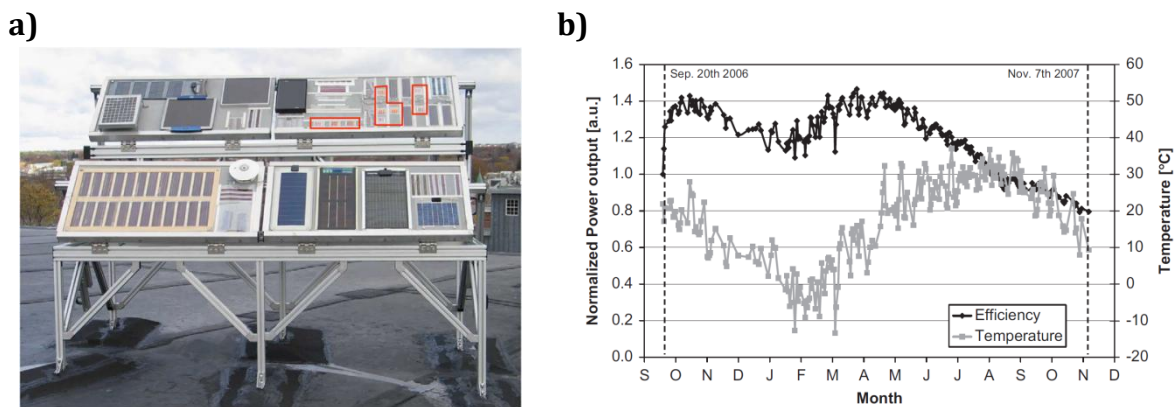 a)
b)
Sep. 20th 2006
Nov. 7th 2007
Normalized Power output [a.u.]
1.6
1.4
1.2
1.0
0.8
0.6
0.4
0.2
0.0
60
50
40
30
20
10
0
-10
-20
Temperature [°C]
Efficiency
Temperature
S O N D J F M A M J J A S O N D
Month